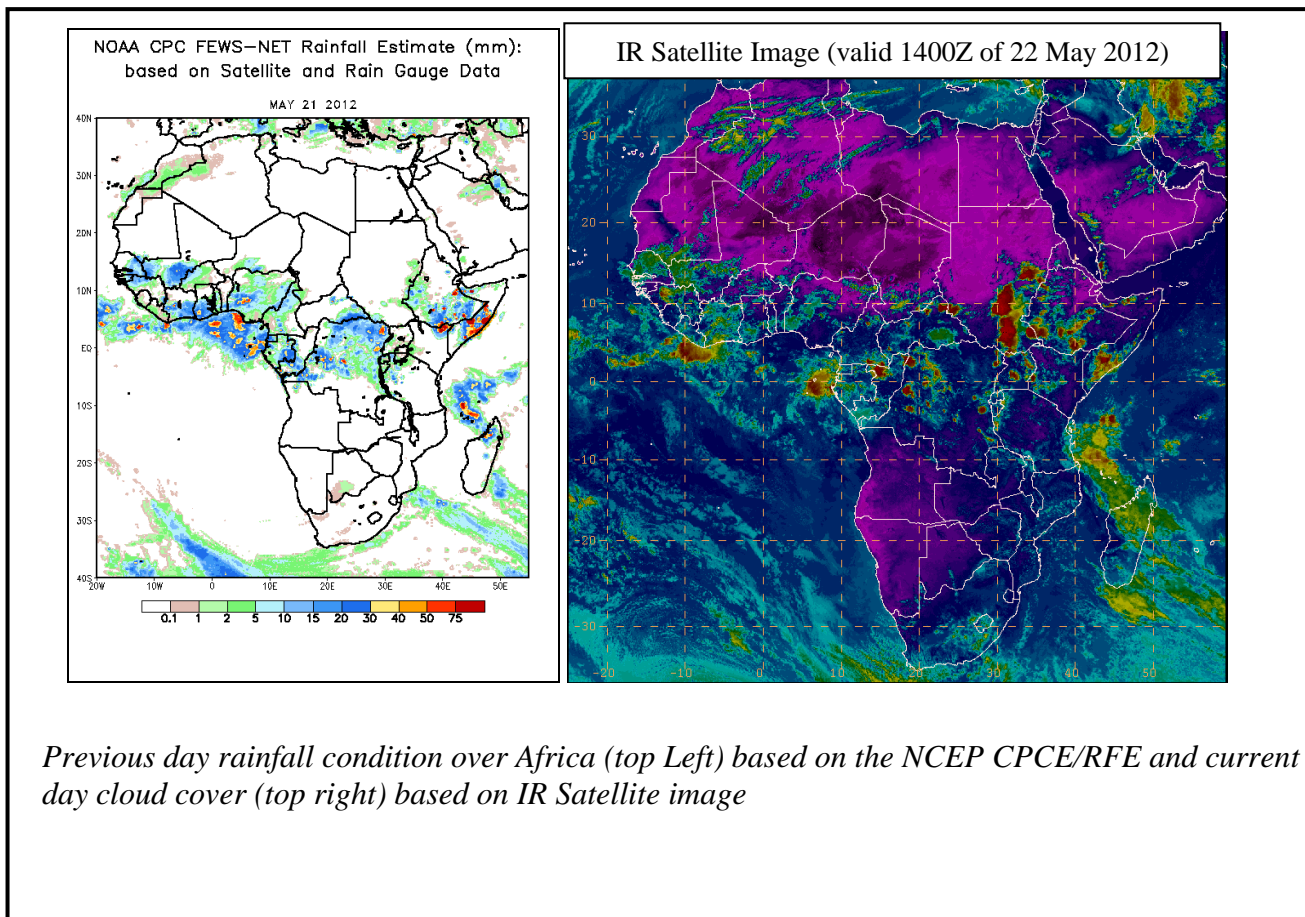 NOAA CPC FEWS-NET Rainfall Estimate (mm):
based on Satellite and Rain Gauge Data
MAY 21 2012
40N
30N
20N
10N
EQ
10S
20S
30S
40S
20W 10W 0 10E 20E 30E 40E 50E
0.1 1 2 5 10 15 20 30 40 50 75
IR Satellite Image (valid 1400Z of 22 May 2012)
30
20
10
0
-10
-20
-30
-20 -10 0 10 20 30 40 50
Previous day rainfall condition over Africa (top Left) based on the NCEP CPCE/RFE and current
day cloud cover (top right) based on IR Satellite image